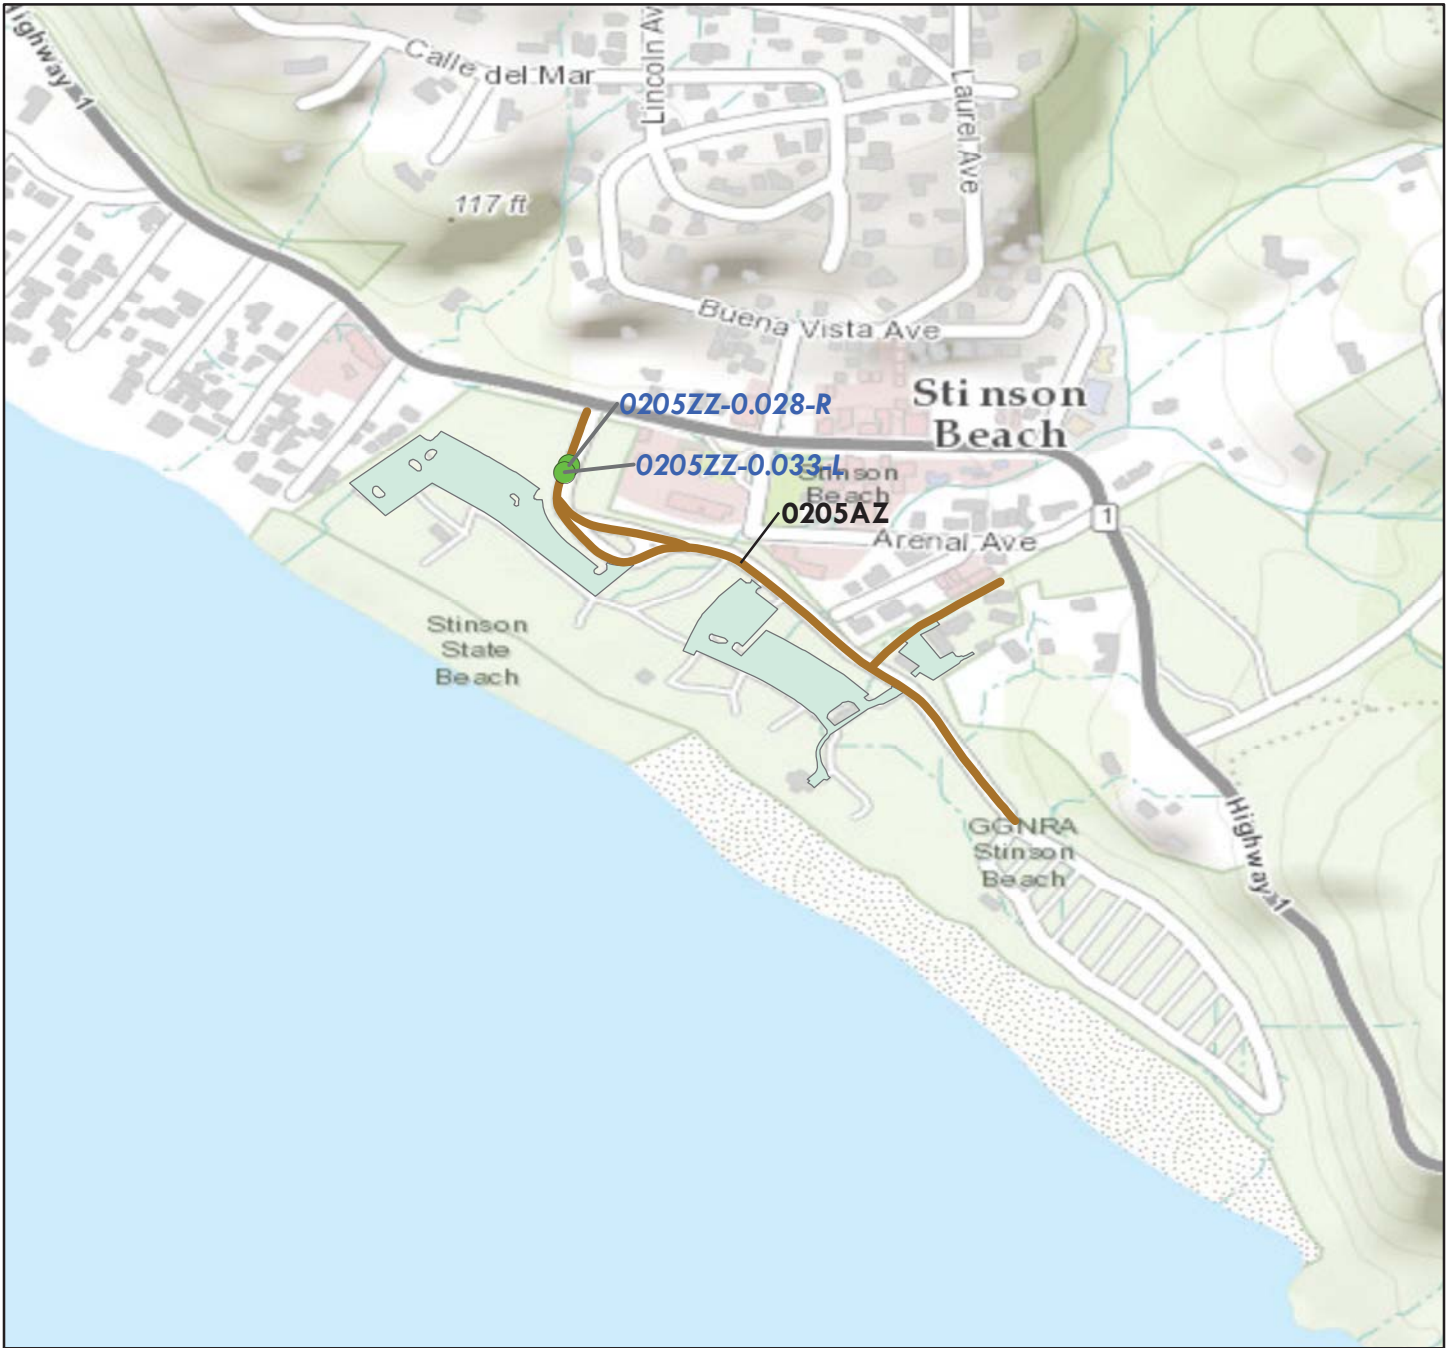 Highway 1
Calle del Mar
Lincoln Av
Laurel Ave
117 ft
Buena Vista Ave
Stinson
Beach
0205ZZ-0.028-R
0205ZZ-0.033-L
Stinson
Beach
0205AZ
1
Arenal Ave
Stinson
State
Beach
GGNRA
Stinson
Beach
Highway 1